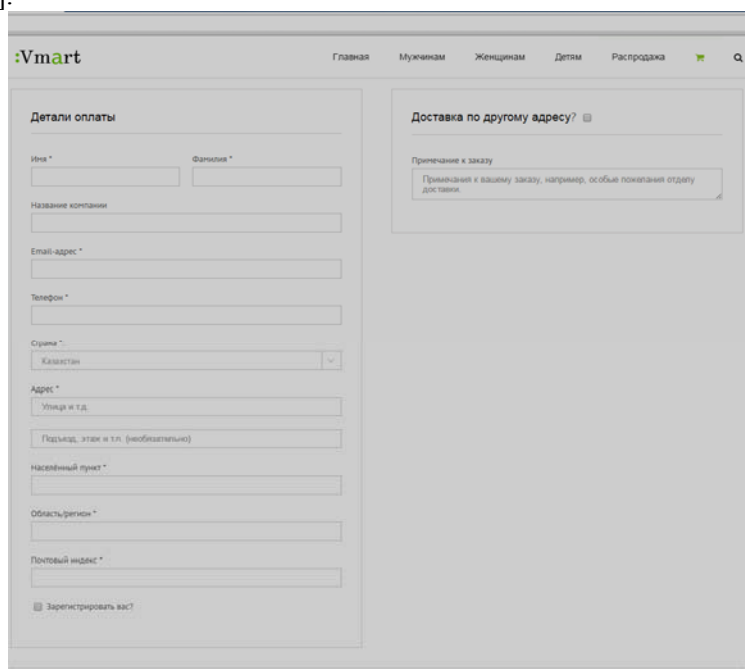 :Vmart
Главная Мужчинам Женщинам Детям Распродажа
Детали оплаты
Имя * Фамилия *
Название компании
Email-адрес *
Телефон *
Страна *
Казахстан
Адрес *
Улица и т.д.
Подъезд, этаж и т.п. (необязательно)
Населённый пункт *
Область/регион *
Почтовый индекс *
Зарегистрировать вас?
Доставка по другому адресу?
Примечание к заказу
Примечания к вашему заказу, например, особые пожелания отделу
доставки.